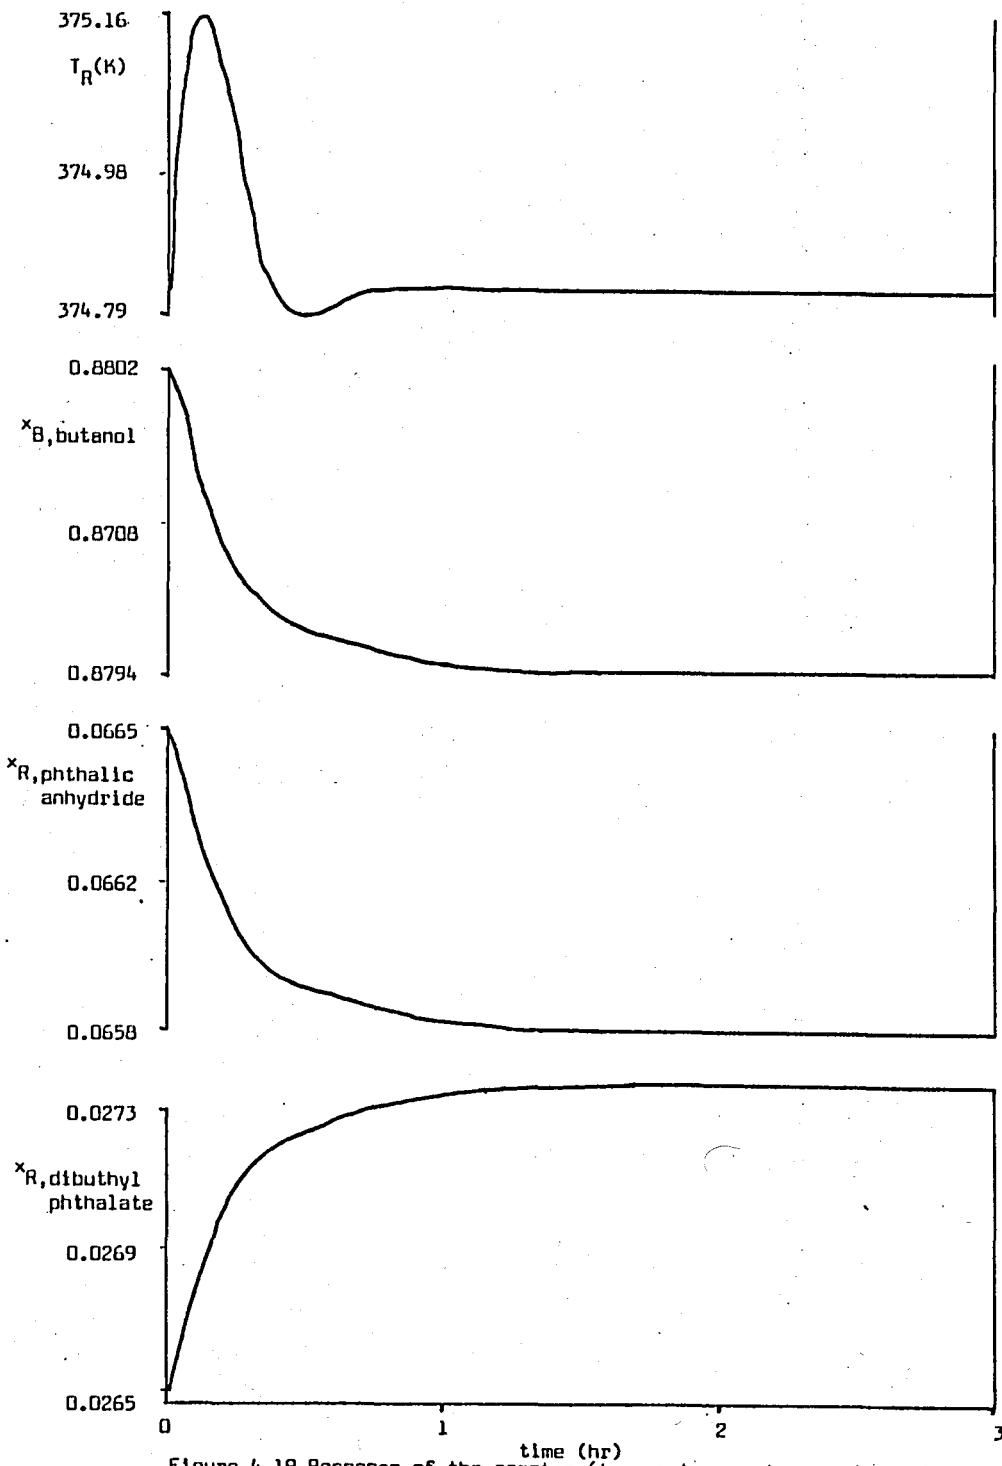 375.16
T_R(K)
374.98
374.79
0.8802
x_B,butanol
0.8708
0.8794
0.0665
x_R,phthalic
anhydride
0.0662
0.0658
0.0273
x_R,dibuthyl
phthalate
0.0269
0.0265
0 1 2 3
time (hr)
Figure 4.18 Response of the